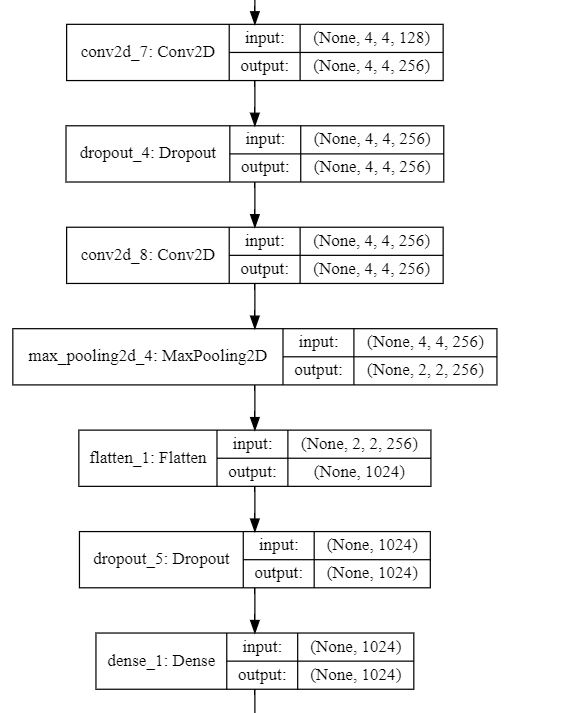 conv2d_7: Conv2D
input: (None, 4, 4, 128)
output: (None, 4, 4, 256)
dropout_4: Dropout
input: (None, 4, 4, 256)
output: (None, 4, 4, 256)
conv2d_8: Conv2D
input: (None, 4, 4, 256)
output: (None, 4, 4, 256)
max_pooling2d_4: MaxPooling2D
input: (None, 4, 4, 256)
output: (None, 2, 2, 256)
flatten_1: Flatten
input: (None, 2, 2, 256)
output: (None, 1024)
dropout_5: Dropout
input: (None, 1024)
output: (None, 1024)
dense_1: Dense
input: (None, 1024)
output: (None, 1024)